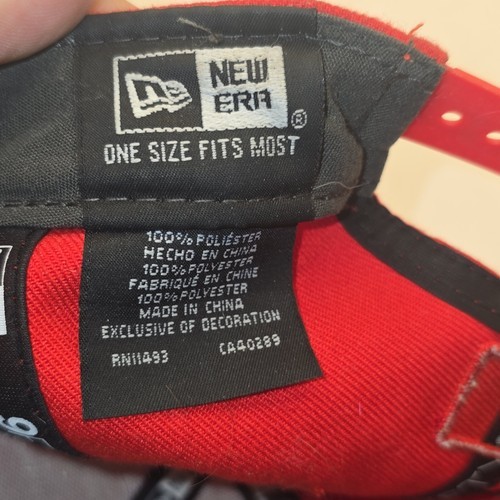 NEW
ERA
®
ONE SIZE FITS MOST
100% POLIÉSTER
HECHO EN CHINA
100% POLYESTER
FABRIQUÉ EN CHINE
100% POLYESTER
MADE IN CHINA
EXCLUSIVE OF DECORATION
RN11493 CA40289